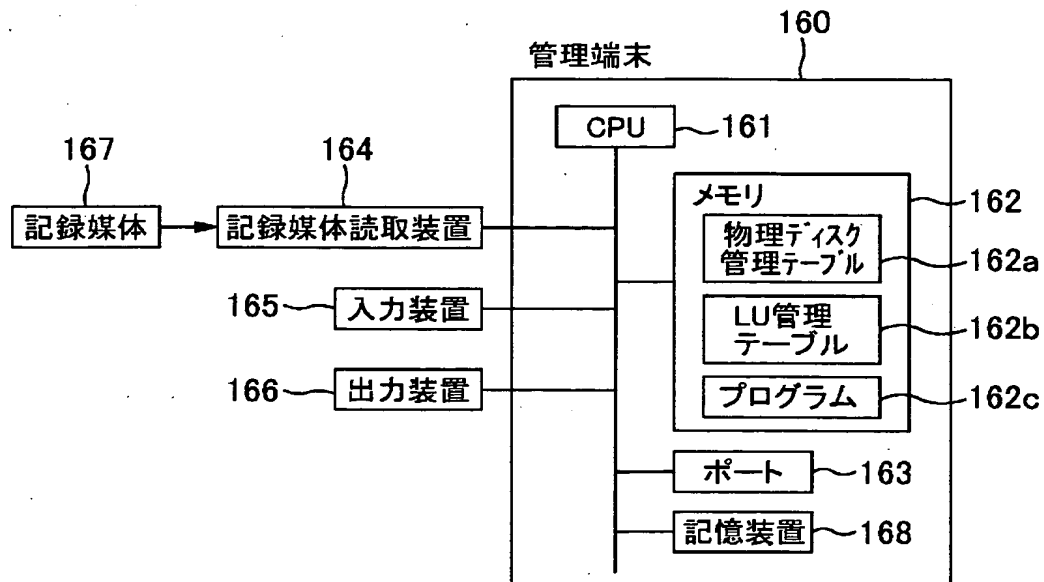 160
管理端末
CPU
161
167
164
メモリ
162
記録媒体
記録媒体読取装置
物理ディスク
管理テーブル
162a
165
入力装置
LU管理
テーブル
162b
166
出力装置
プログラム
162c
ポート
163
記憶装置
168